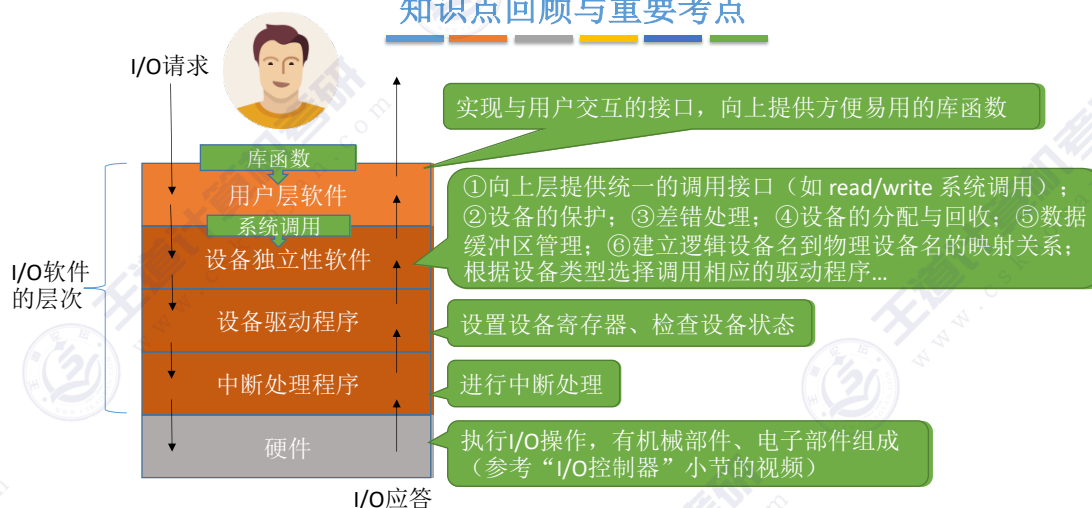 知识点回顾与重要考点
I/O请求
实现与用户交互的接口，向上提供方便易用的库函数
库函数
用户层软件
系统调用
①向上层提供统一的调用接口（如 read/write 系统调用）；
②设备的保护；③差错处理；④设备的分配与回收；⑤数据
缓冲区管理；⑥建立逻辑设备名到物理设备名的映射关系；
根据设备类型选择调用相应的驱动程序…
设备独立性软件
I/O软件
的层次
设备驱动程序
设置设备寄存器、检查设备状态
中断处理程序
进行中断处理
硬件
执行I/O操作，有机械部件、电子部件组成
（参考“I/O控制器”小节的视频）
I/O应答
王道计算机考研